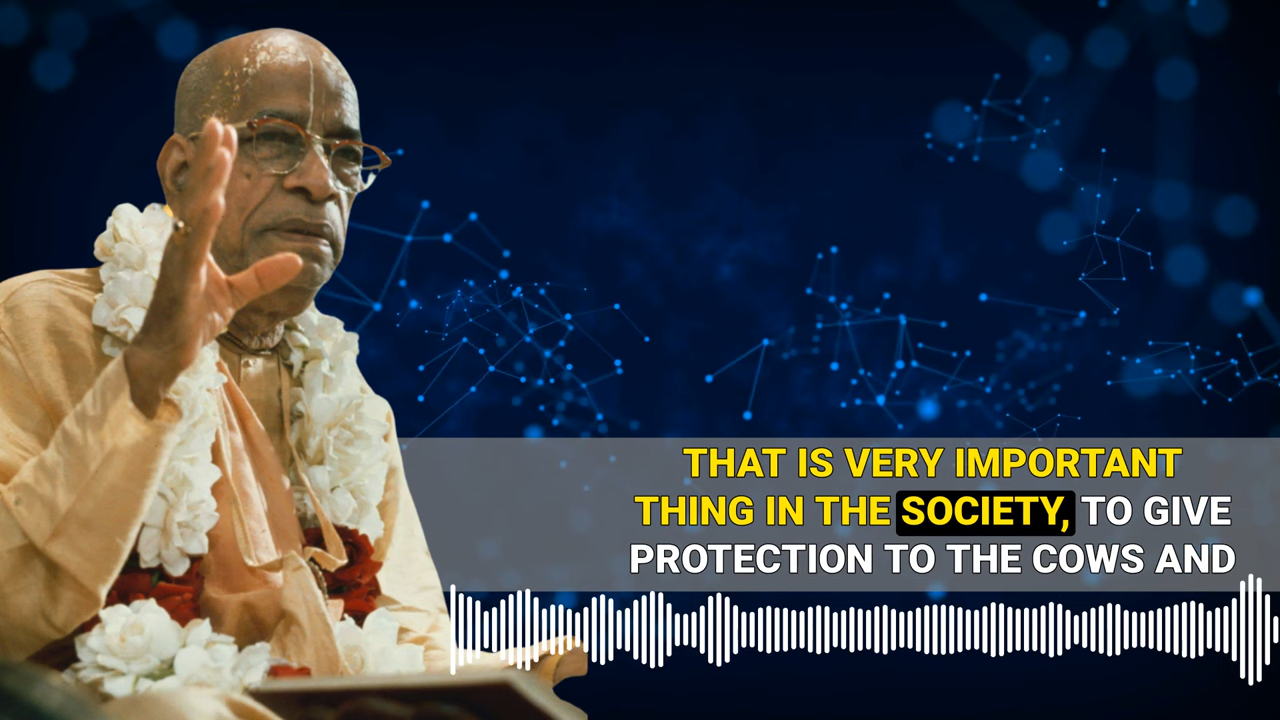 THAT IS VERY IMPORTANT
THING IN THE SOCIETY, TO GIVE
PROTECTION TO THE COWS AND